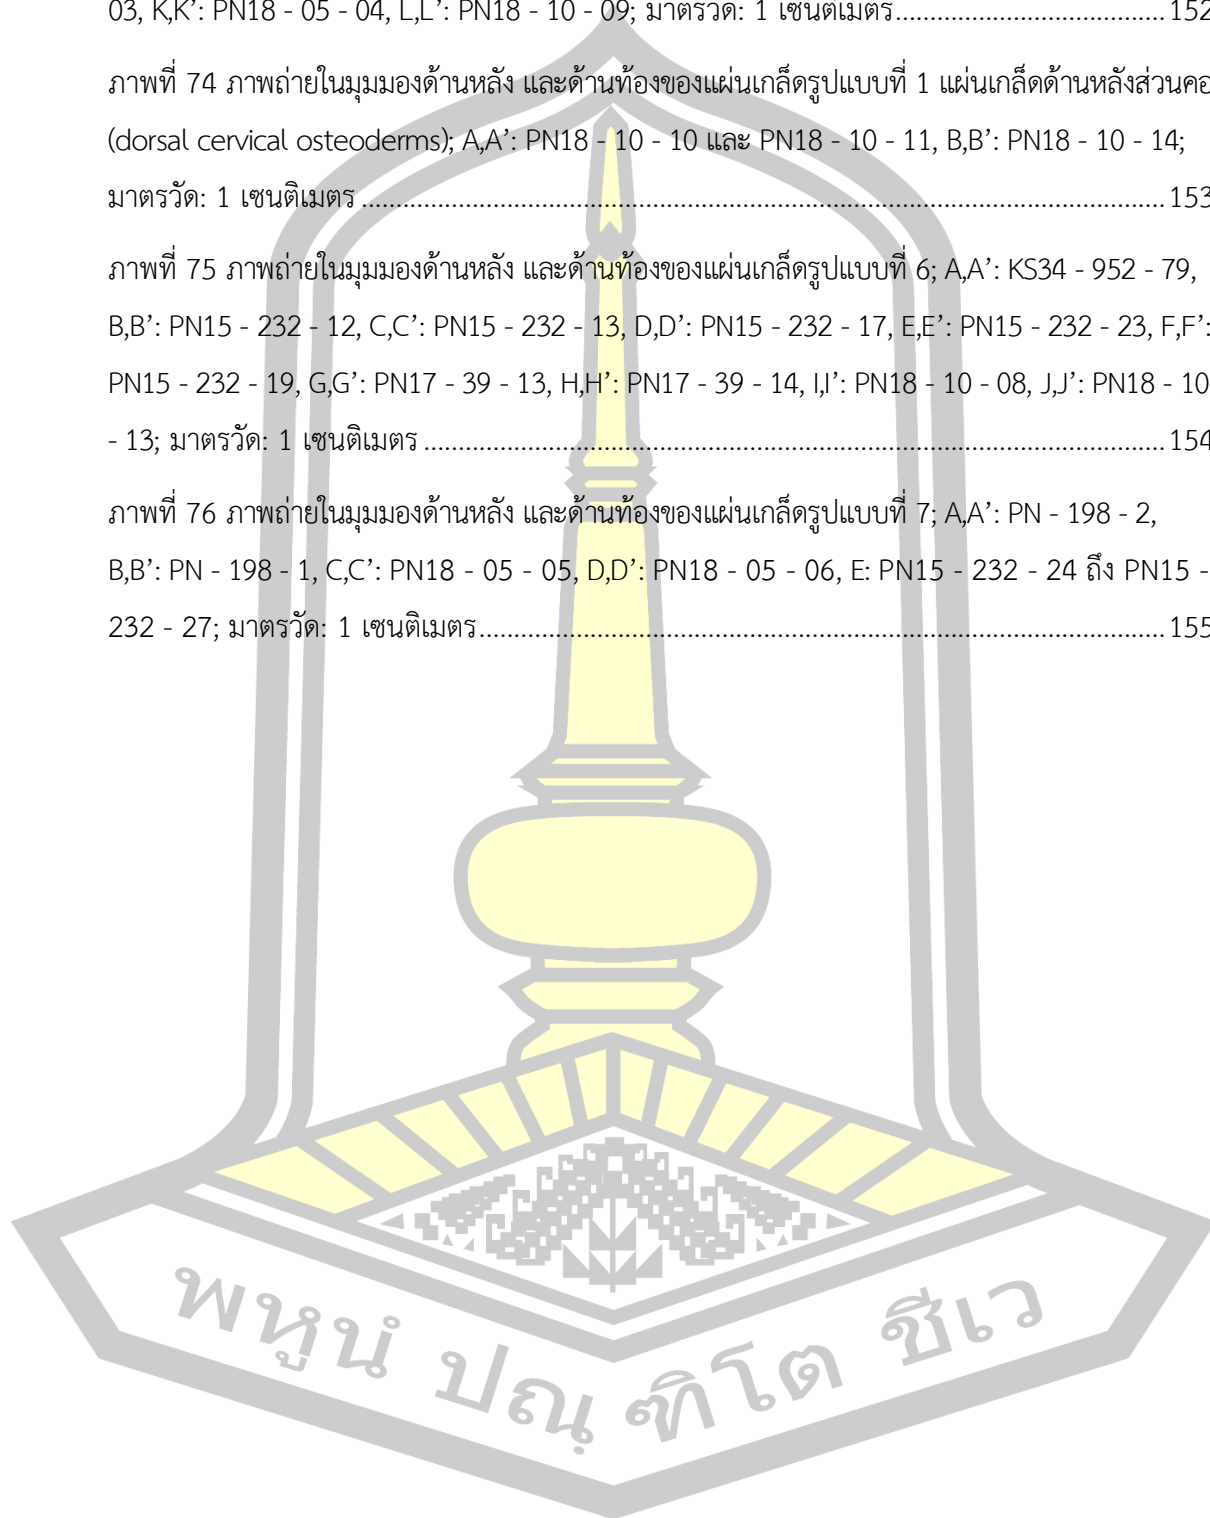 03, K,K’: PN18 - 05 - 04, L,L’: PN18 - 10 - 09; มาตรวัด: 1 เซนติเมตร 152
ภาพที่ 74 ภาพถ่ายในมุมมองด้านหลัง และด้านท้องของแผ่นเกล็ดรูปแบบที่ 1 แผ่นเกล็ดด้านหลังส่วนคอ
(dorsal cervical osteoderms); A,A’: PN18 - 10 - 10 และ PN18 - 10 - 11, B,B’: PN18 - 10 - 14;
มาตรวัด: 1 เซนติเมตร 153
ภาพที่ 75 ภาพถ่ายในมุมมองด้านหลัง และด้านท้องของแผ่นเกล็ดรูปแบบที่ 6; A,A’: KS34 - 952 - 79,
B,B’: PN15 - 232 - 12, C,C’: PN15 - 232 - 13, D,D’: PN15 - 232 - 17, E,E’: PN15 - 232 - 23, F,F’:
PN15 - 232 - 19, G,G’: PN17 - 39 - 13, H,H’: PN17 - 39 - 14, I,I’: PN18 - 10 - 08, J,J’: PN18 - 10
- 13; มาตรวัด: 1 เซนติเมตร 154
ภาพที่ 76 ภาพถ่ายในมุมมองด้านหลัง และด้านท้องของแผ่นเกล็ดรูปแบบที่ 7; A,A’: PN - 198 - 2,
B,B’: PN - 198 - 1, C,C’: PN18 - 05 - 05, D,D’: PN18 - 05 - 06, E: PN15 - 232 - 24 ถึง PN15 -
232 - 27; มาตรวัด: 1 เซนติเมตร 155
พหูนํ ปณฺฑิโต ชีเว